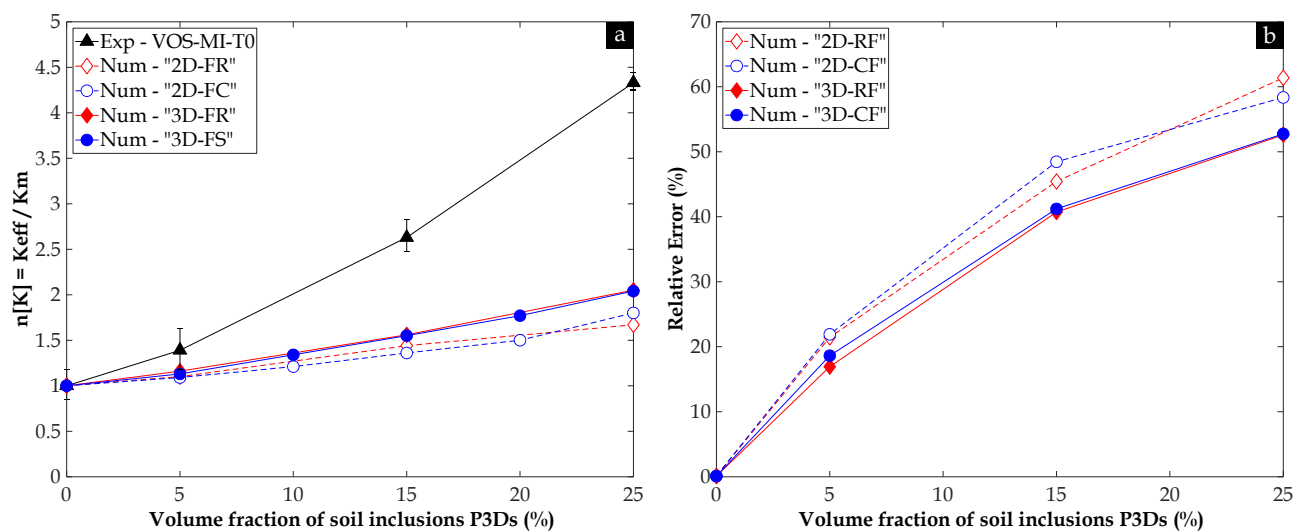 a
Exp - VOS-MI-T0
Num - "2D-FR"
Num - "2D-FC"
Num - "3D-FR"
Num - "3D-FS"
n[K] = Keff / Km
5
4.5
4
3.5
3
2.5
2
1.5
1
0.5
0
0 5 10 15 20 25
Volume fraction of soil inclusions P3Ds (%)
b
Num - "2D-RF"
Num - "2D-CF"
Num - "3D-RF"
Num - "3D-CF"
Relative Error (%)
70
60
50
40
30
20
10
0
0 5 10 15 20 25
Volume fraction of soil inclusions P3Ds (%)